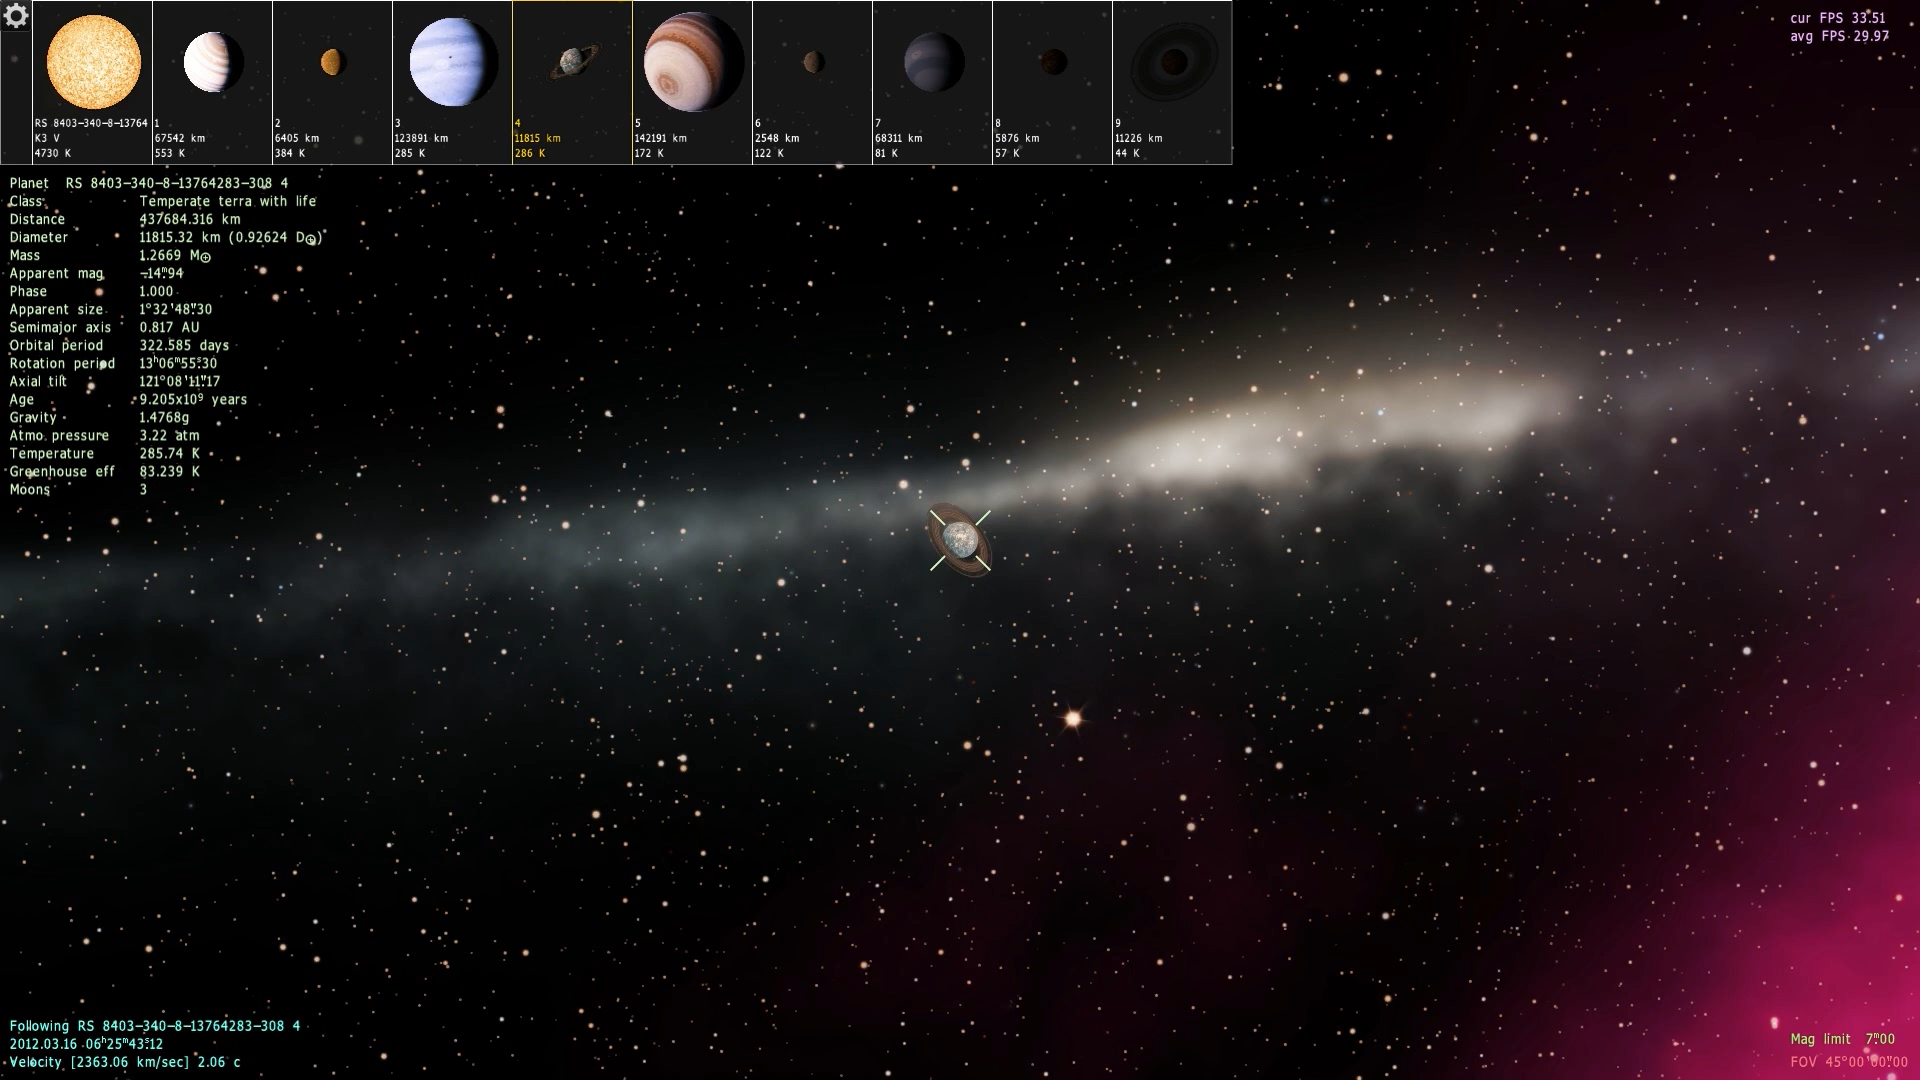 cur FPS 33.51
avg FPS 29.97
RS 8403-340-8-13764
K3 V
4730 K
1
67542 km
553 K
2
6405 km
384 K
3
123891 km
285 K
4
11815 km
286 K
5
142191 km
172 K
6
2548 km
122 K
7
68311 km
81 K
8
5876 km
57 K
9
11226 km
44 K
Planet RS 8403-340-8-13764283-308 4
Class Temperate terra with life
Distance 437684.316 km
Diameter 11815.32 km (0.92624 D⊕)
Mass 1.2669 M⊕
Apparent mag -14ᵐ94
Phase 1.000
Apparent size 1°32'48"30
Semimajor axis 0.817 AU
Orbital period 322.585 days
Rotation period 13ʰ06ᵐ55ˢ30
Axial tilt 121°08'11"17
Age 9.205x10⁹ years
Gravity 1.4768g
Atmo pressure 3.22 atm
Temperature 285.74 K
Greenhouse eff 83.239 K
Moons 3
Following RS 8403-340-8-13764283-308 4
2012.03.16 06ʰ25ᵐ43ˢ12
Velocity [2363.06 km/sec] 2.06 c
Mag limit 7ᵐ00
FOV 45°00'00"00